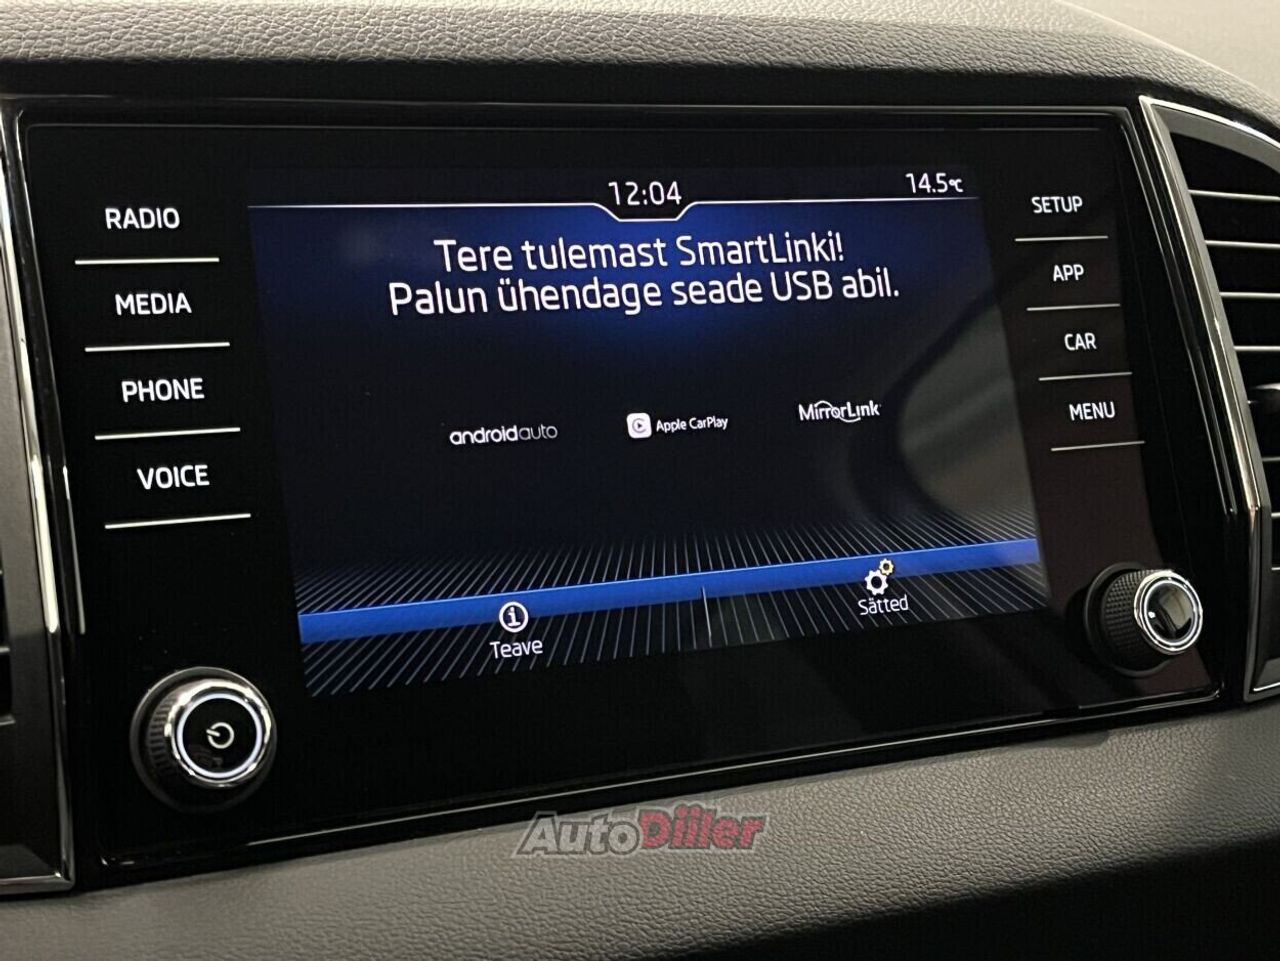 12:04
14.5°C
RADIO
MEDIA
PHONE
VOICE
Tere tulemast SmartLinki!
Palun ühendage seade USB abil.
androidauto
Apple CarPlay
MirrorLink
Teave
Sätted
SETUP
APP
CAR
MENU
AutoDiiler